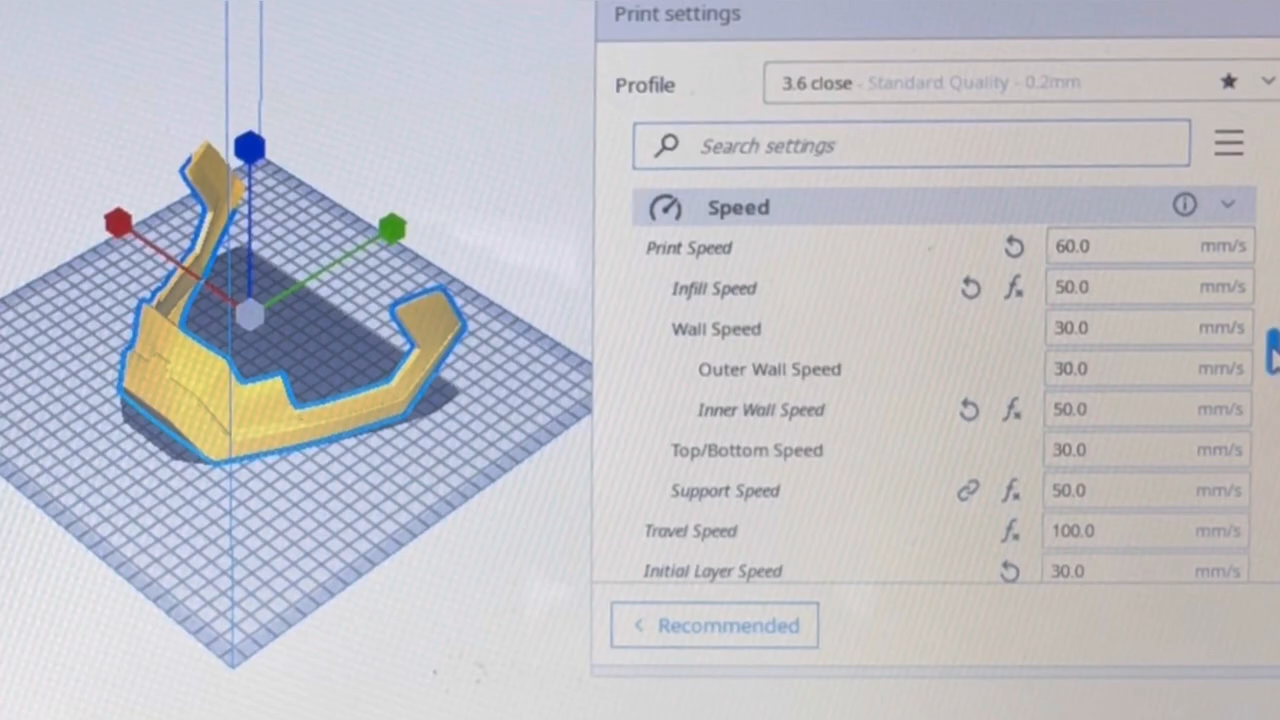 Print settings
Profile 3.6 close - Standard Quality - 0.2mm
Search settings
Speed
Print Speed 60.0 mm/s
Infill Speed 50.0 mm/s
Wall Speed 30.0 mm/s
Outer Wall Speed 30.0 mm/s
Inner Wall Speed 50.0 mm/s
Top/Bottom Speed 30.0 mm/s
Support Speed 50.0 mm/s
Travel Speed 100.0 mm/s
Initial Layer Speed 30.0 mm/s
Recommended